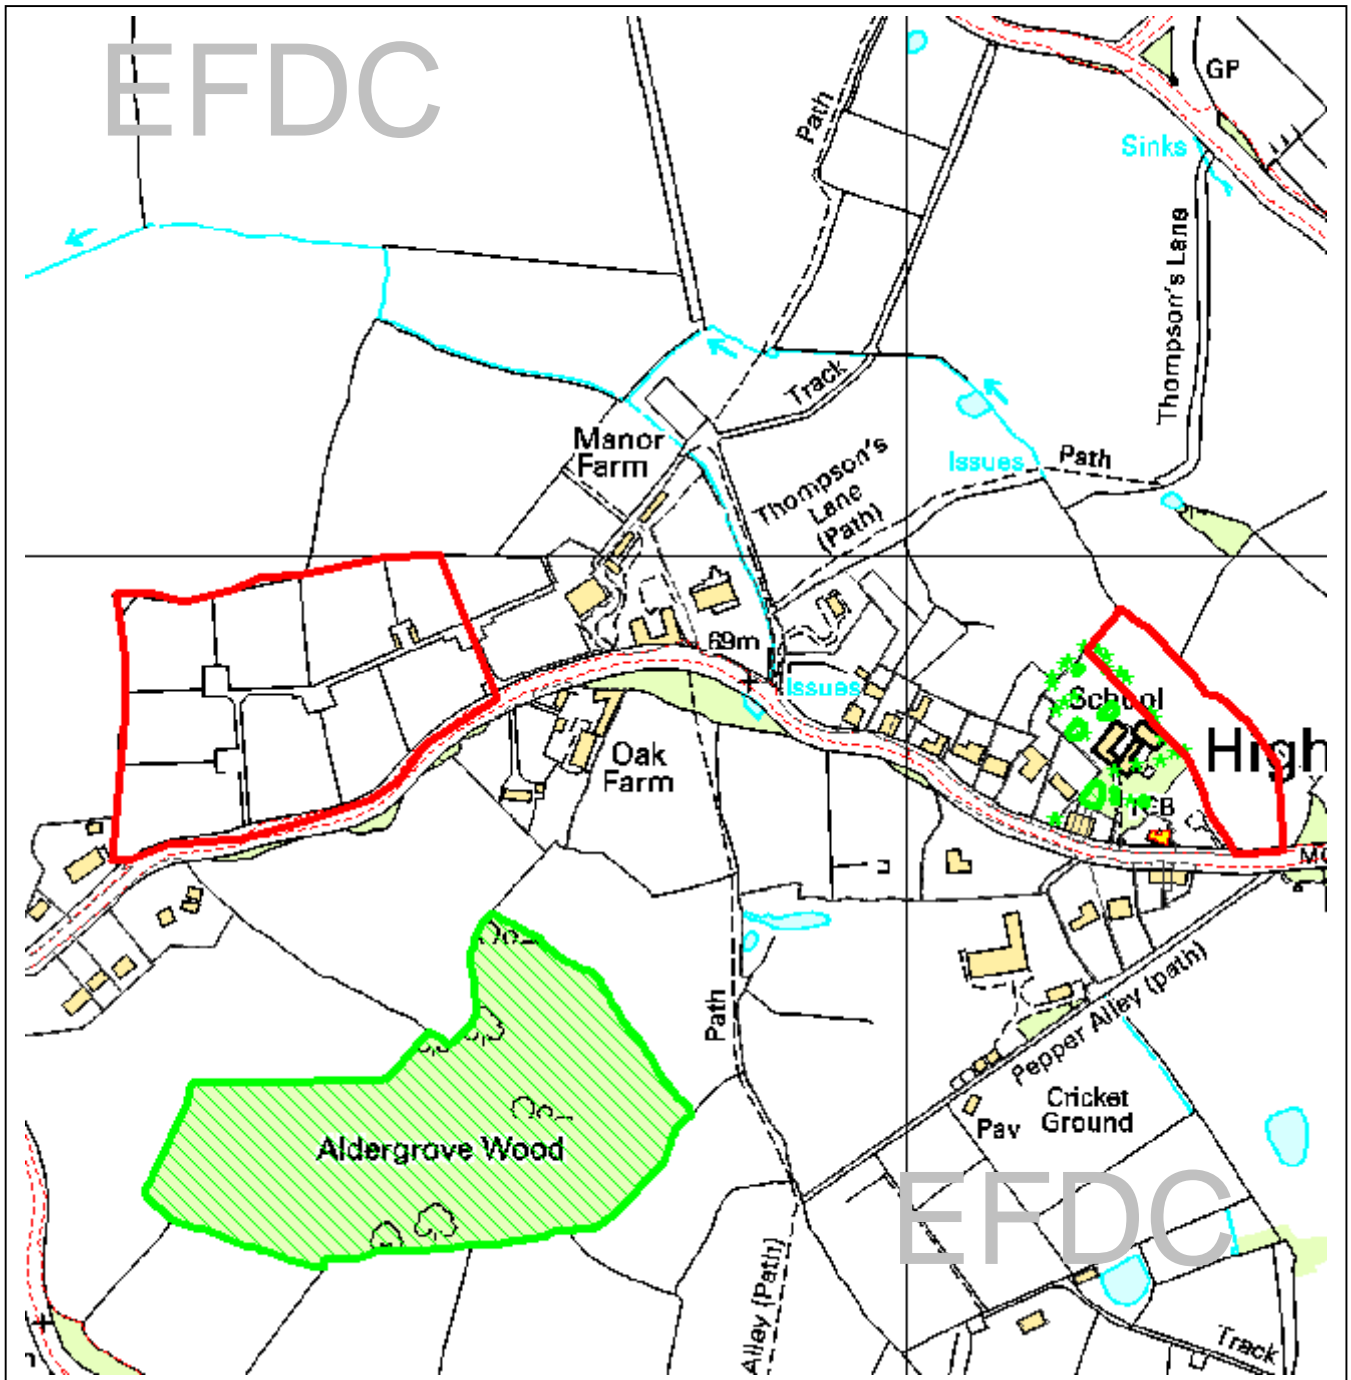 EFDC
GP
Path
Sinks
Thompson's Lane
Track
Manor
Farm
Thompson's
Lane
(Path)
Issues
Path
69m
Issues
School
High
Oak
Farm
TCB
Path
Pepper Alley (path)
Cricket
Ground
Pav
Aldergrove Wood
EFDC
Alley (Path)
Track